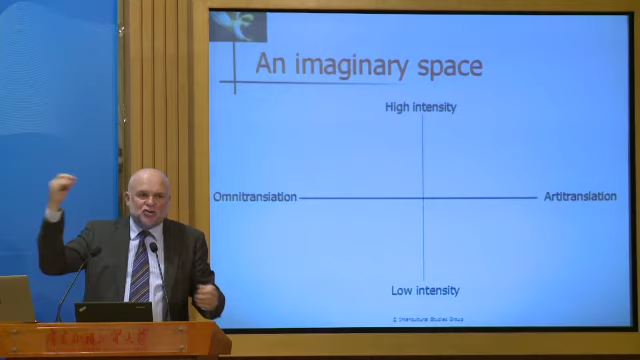 An imaginary space
High intensity
Omnitranslation
Artitranslation
Low intensity
© Intercultural Studies Group